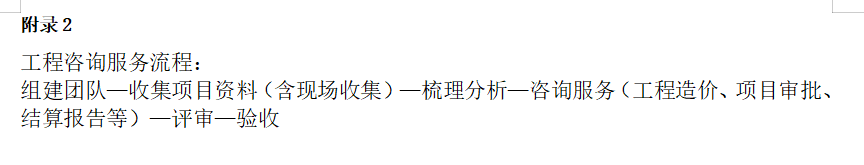 附录 2
工程咨询服务流程：
组建团队—收集项目资料（含现场收集）—梳理分析—咨询服务（工程造价、项目审批、
结算报告等）—评审—验收